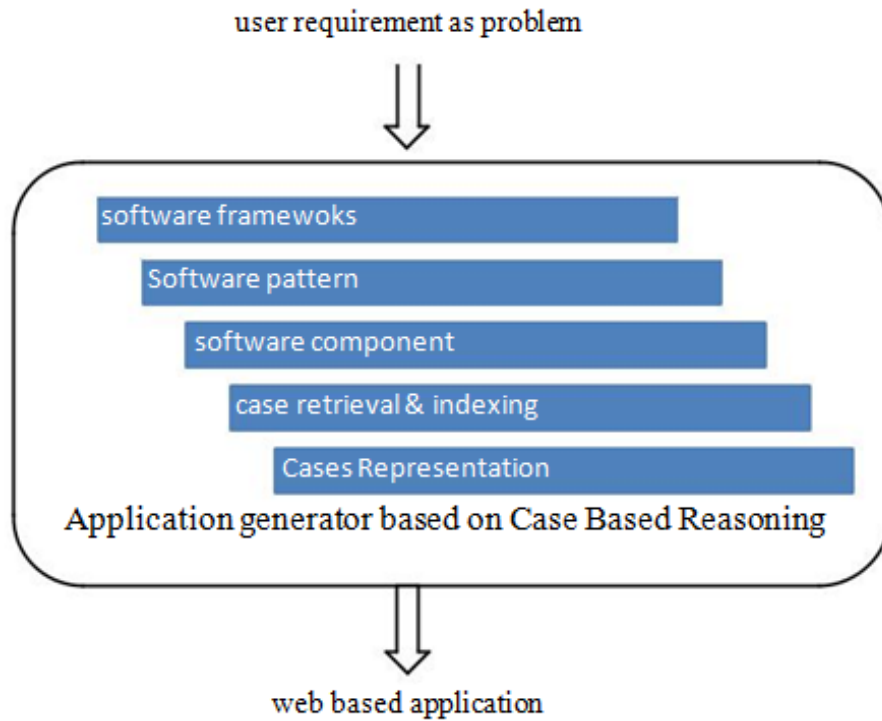 user requirement as problem
software framewoks
Software pattern
software component
case retrieval & indexing
Cases Representation
Application generator based on Case Based Reasoning
web based application